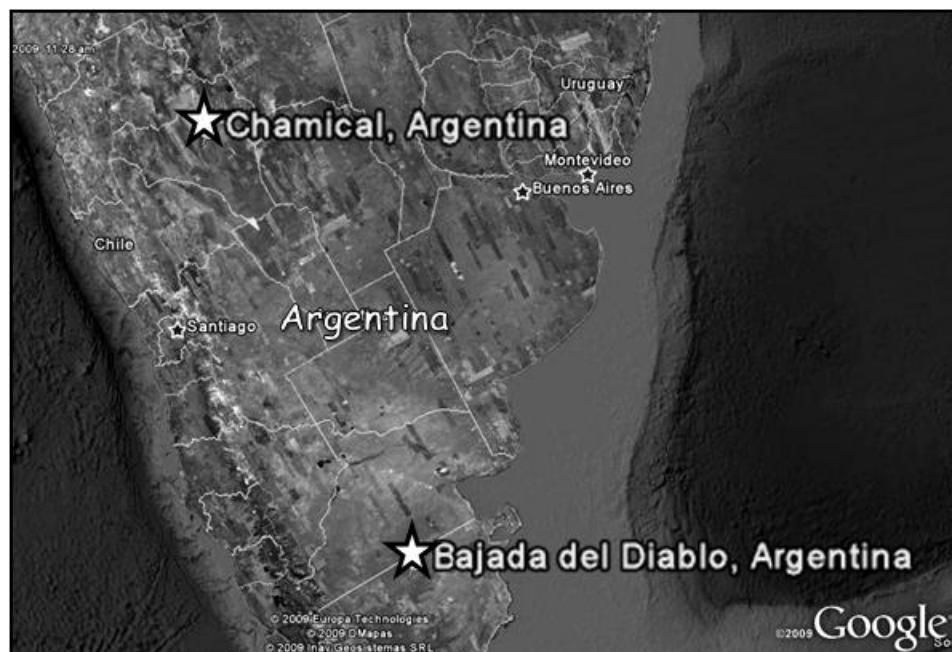 2009 11:28 am
Uruguay
Chamical, Argentina
Montevideo
Buenos Aires
Chile
Santiago
Argentina
Bajada del Diablo, Argentina
© 2009 Europa Technologies
© 2009 DMapas
© 2009 Inav Geosistemas SRL
©2009 Google